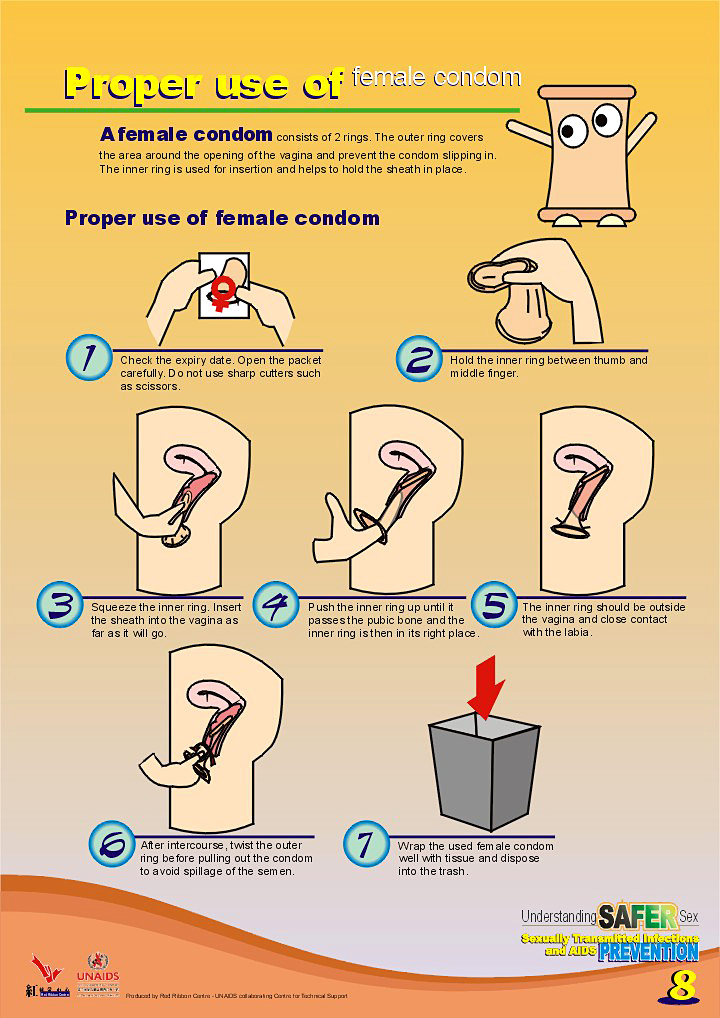 Proper use of female condom
A female condom consists of 2 rings. The outer ring covers
the area around the opening of the vagina and prevent the condom slipping in.
The inner ring is used for insertion and helps to hold the sheath in place.
Proper use of female condom
1
Check the expiry date. Open the packet
carefully. Do not use sharp cutters such
as scissors.
2
Hold the inner ring between thumb and
middle finger.
3
Squeeze the inner ring. Insert
the sheath into the vagina as
far as it will go.
4
Push the inner ring up until it
passes the pubic bone and the
inner ring is then in its right place.
5
The inner ring should be outside
the vagina and close contact
with the labia.
6
After intercourse, twist the outer
ring before pulling out the condom
to avoid spillage of the semen.
7
Wrap the used female condom
well with tissue and dispose
into the trash.
Understanding SAFER Sex
Sexually Transmitted Infections
and AIDS PREVENTION
UNAIDS
Produced by Red Ribbon Centre - UNAIDS collaborating Centre for Technical Support
8